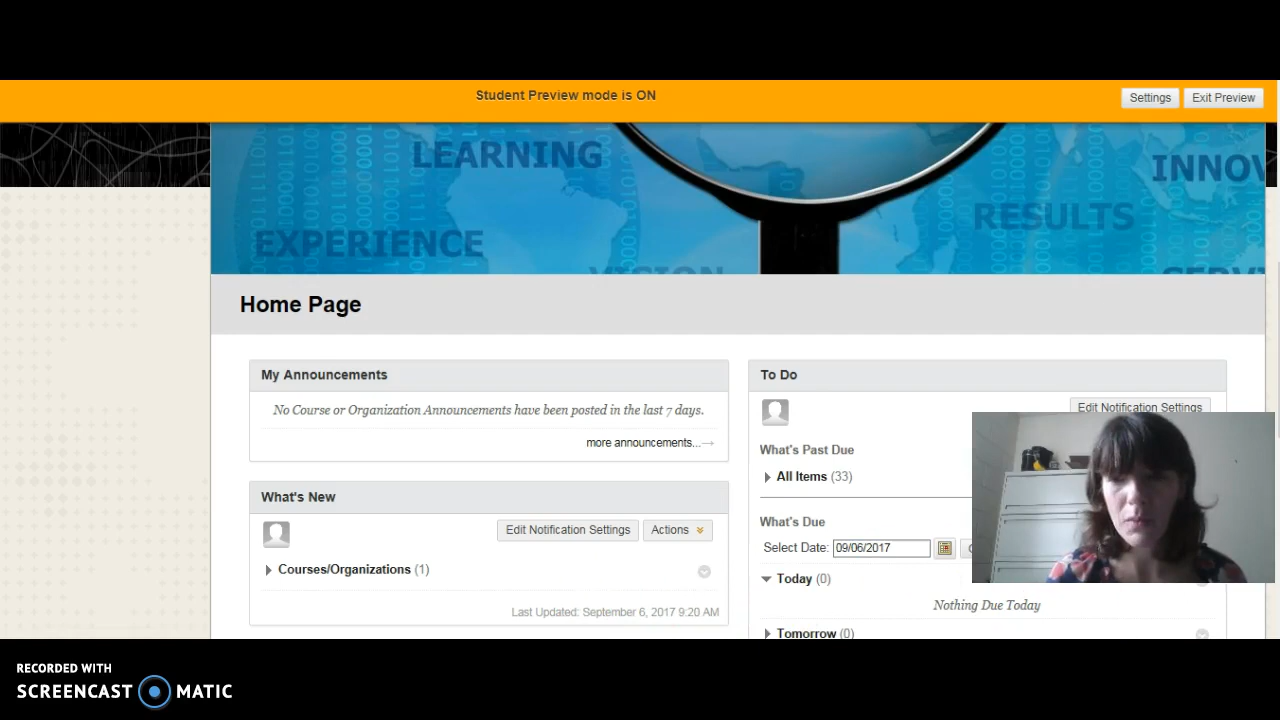 Student Preview mode is ON
Settings
Exit Preview
LEARNING
EXPERIENCE
VISION
RESULTS
INNOV
SERVI
Home Page
My Announcements
No Course or Organization Announcements have been posted in the last 7 days.
more announcements...
What's New
Edit Notification Settings
Actions
Courses/Organizations (1)
Last Updated: September 6, 2017 9:20 AM
To Do
Edit Notification Settings
What's Past Due
All Items (33)
What's Due
Select Date: 09/06/2017
Today (0)
Nothing Due Today
Tomorrow (0)
RECORDED WITH
SCREENCAST MATIC